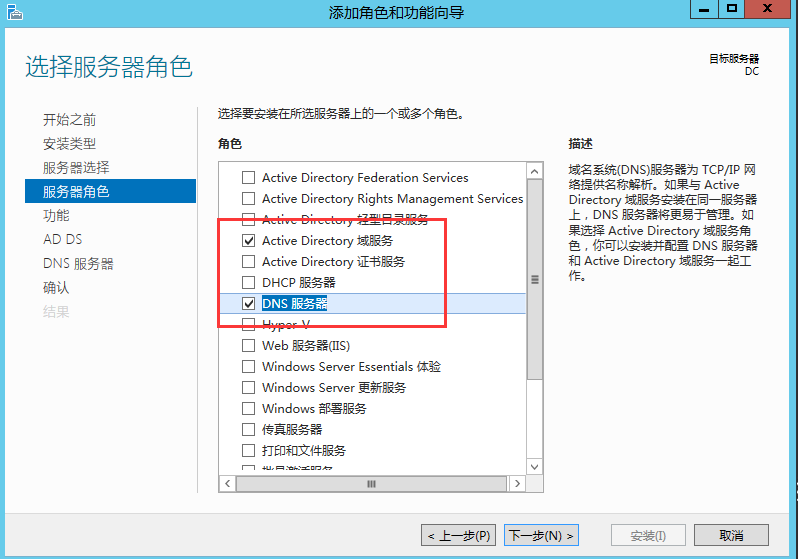 添加角色和功能向导
选择服务器角色
目标服务器
DC
开始之前
安装类型
服务器选择
服务器角色
功能
AD DS
DNS 服务器
确认
结果
选择要安装在所选服务器上的一个或多个角色。
角色
Active Directory Federation Services
Active Directory Rights Management Services
Active Directory 轻型目录服务
Active Directory 域服务
Active Directory 证书服务
DHCP 服务器
DNS 服务器
Hyper-V
Web 服务器(IIS)
Windows Server Essentials 体验
Windows Server 更新服务
Windows 部署服务
传真服务器
打印和文件服务
批量激活服务
描述
域名系统(DNS)服务器为 TCP/IP 网
络提供名称解析。如果与 Active
Directory 域服务安装在同一服务器
上，DNS 服务器将更易于管理。如
果选择 Active Directory 域服务角
色，你可以安装并配置 DNS 服务器
和 Active Directory 域服务一起工
作。
< 上一步(P)
下一步(N) >
安装(I)
取消